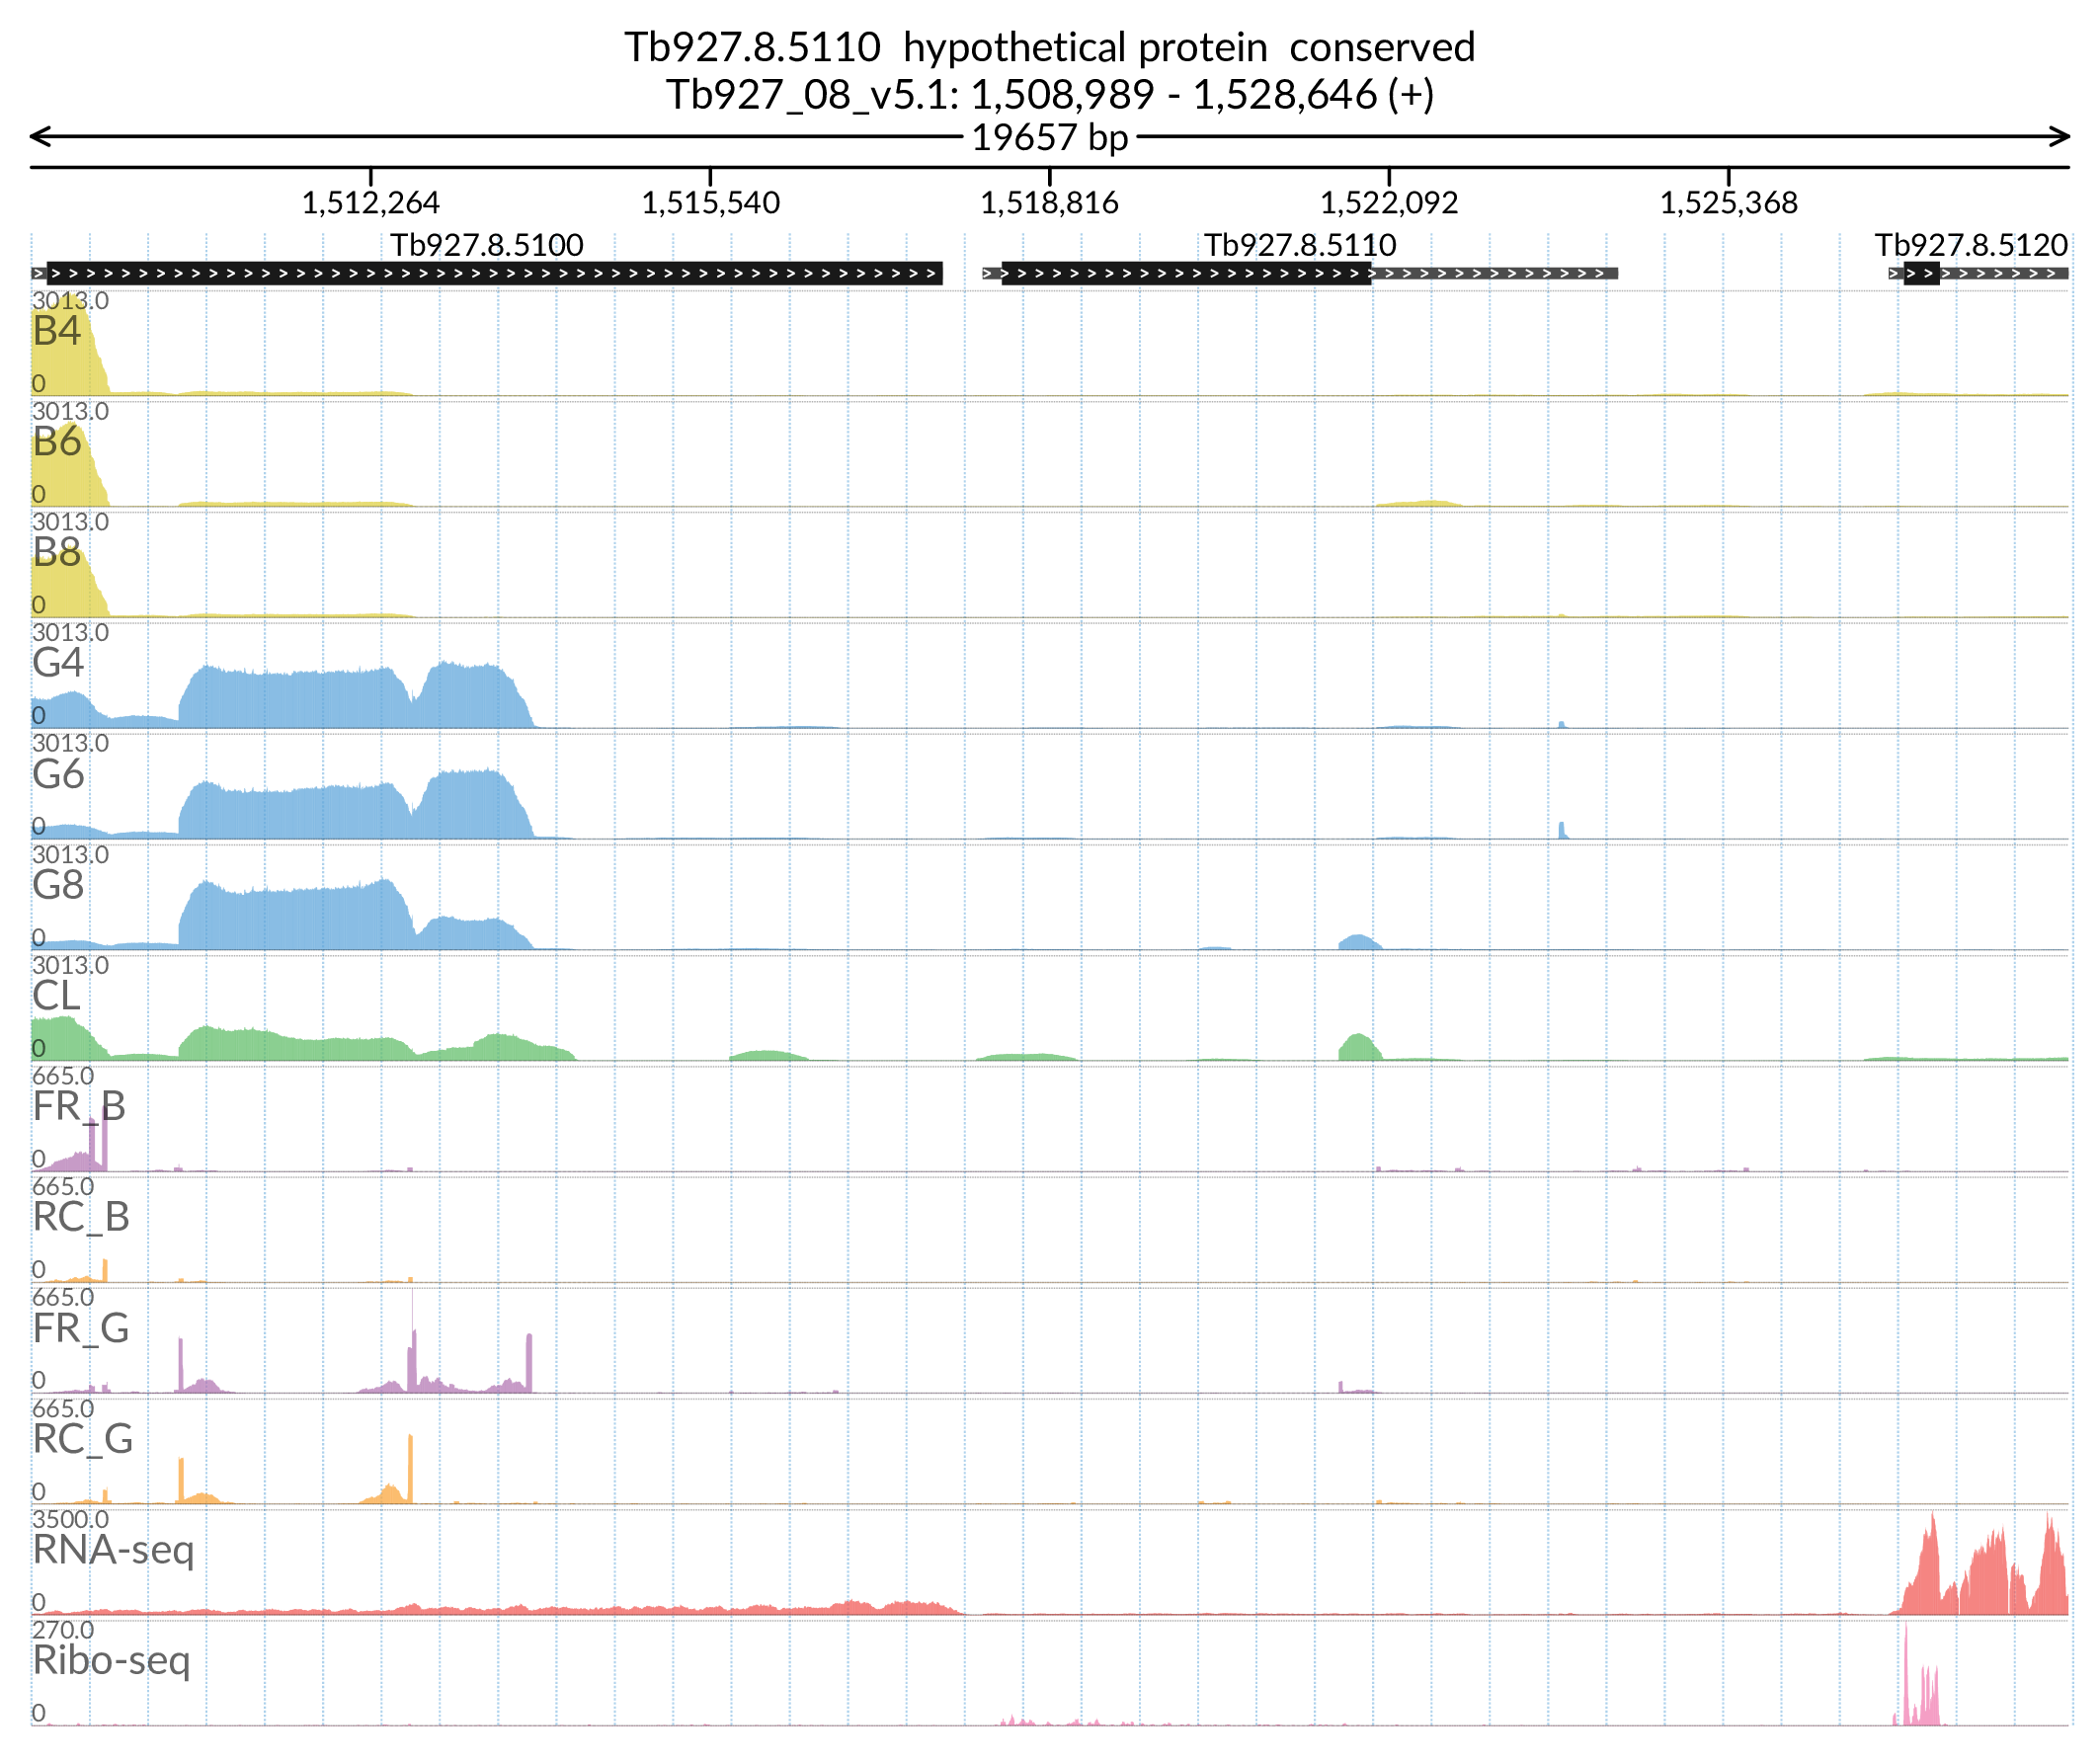 Tb927.8.5110 hypothetical protein conserved
Tb927_08_v5.1: 1,508,989 - 1,528,646 (+)
19657 bp
1,512,264 1,515,540 1,518,816 1,522,092 1,525,368
Tb927.8.5100 Tb927.8.5110 Tb927.8.5120
3013.0
B4
0
3013.0
B6
0
3013.0
B8
0
3013.0
G4
0
3013.0
G6
0
3013.0
G8
0
3013.0
CL
0
665.0
FR_B
0
665.0
RC_B
0
665.0
FR_G
0
665.0
RC_G
0
3500.0
RNA-seq
0
270.0
Ribo-seq
0